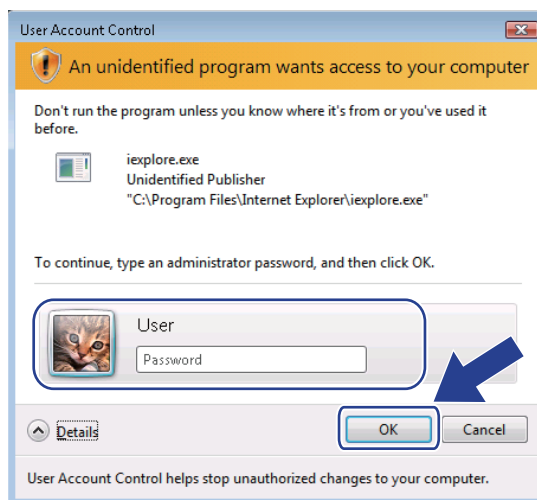 User Account Control
An unidentified program wants access to your computer
Don't run the program unless you know where it's from or you've used it
before.
iexplore.exe
Unidentified Publisher
"C:\Program Files\Internet Explorer\iexplore.exe"
To continue, type an administrator password, and then click OK.
User
Password
Details
OK
Cancel
User Account Control helps stop unauthorized changes to your computer.